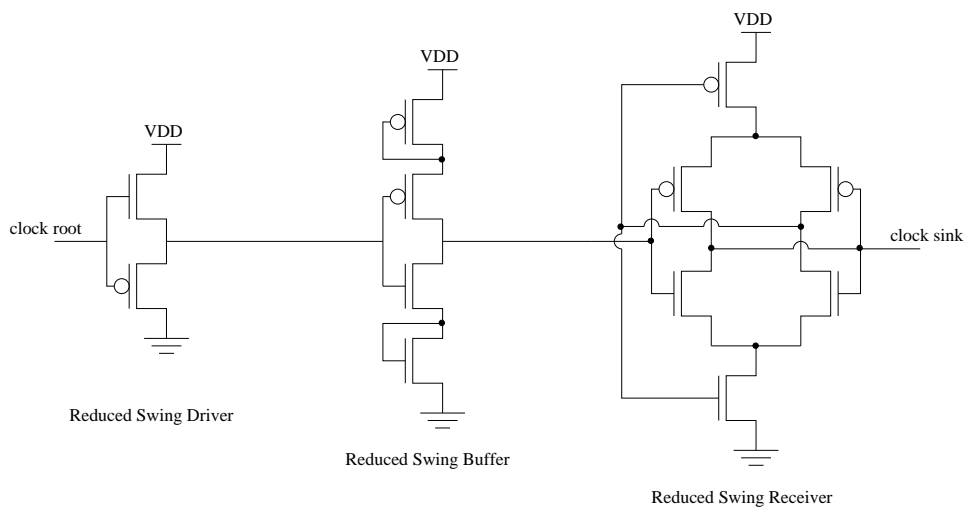 VDD
VDD
VDD
clock root
clock sink
Reduced Swing Driver
Reduced Swing Buffer
Reduced Swing Receiver